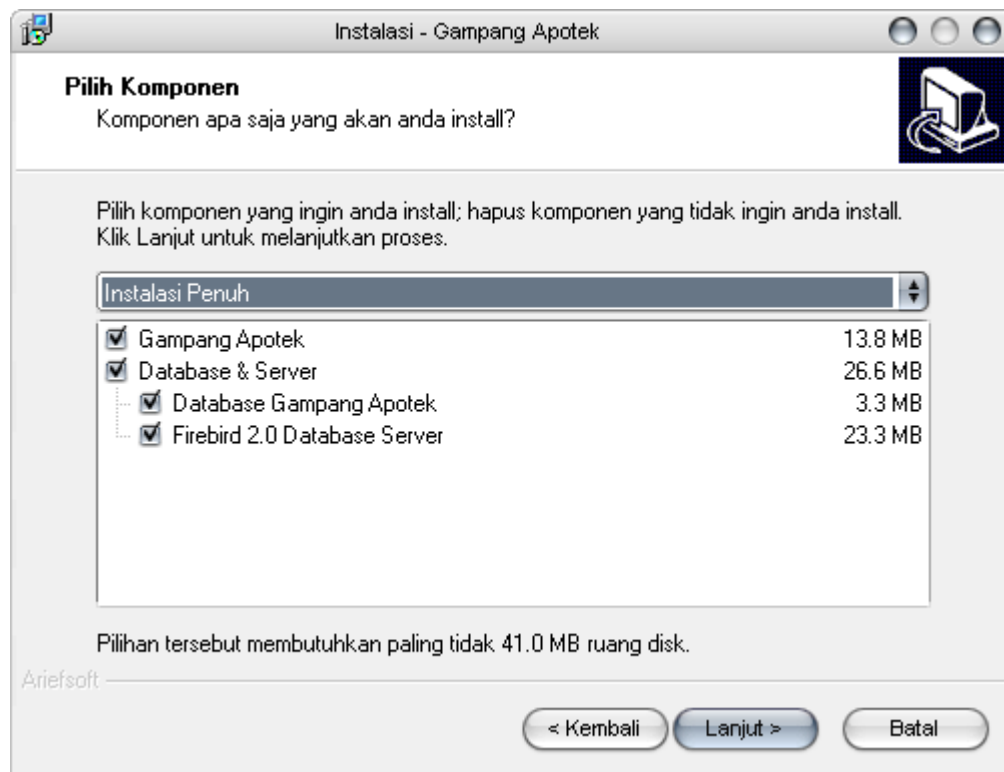 Instalasi - Gampang Apotek
Pilih Komponen
Komponen apa saja yang akan anda install?
Pilih komponen yang ingin anda install; hapus komponen yang tidak ingin anda install.
Klik Lanjut untuk melanjutkan proses.
Instalasi Penuh
Gampang Apotek 13.8 MB
Database & Server 26.6 MB
Database Gampang Apotek 3.3 MB
Firebird 2.0 Database Server 23.3 MB
Pilihan tersebut membutuhkan paling tidak 41.0 MB ruang disk.
Ariefsoft
< Kembali Lanjut > Batal